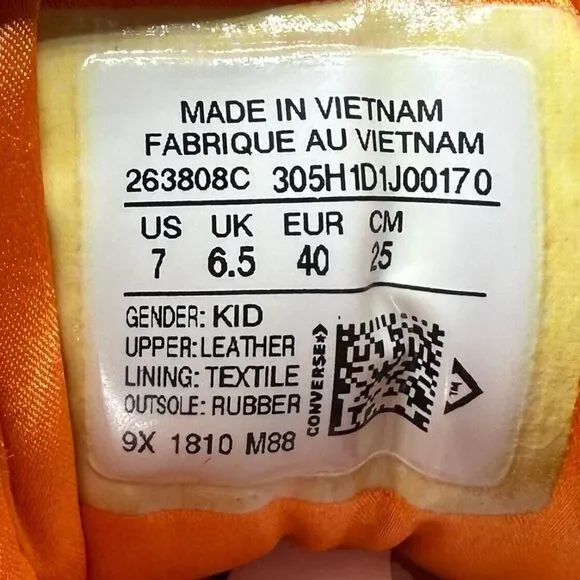 MADE IN VIETNAM
FABRIQUE AU VIETNAM
263808C 305H1D1J00170
US UK EUR CM
7 6.5 40 25
GENDER: KID
UPPER: LEATHER
LINING: TEXTILE
OUTSOLE: RUBBER
9X 1810 M88
CONVERSE
TM